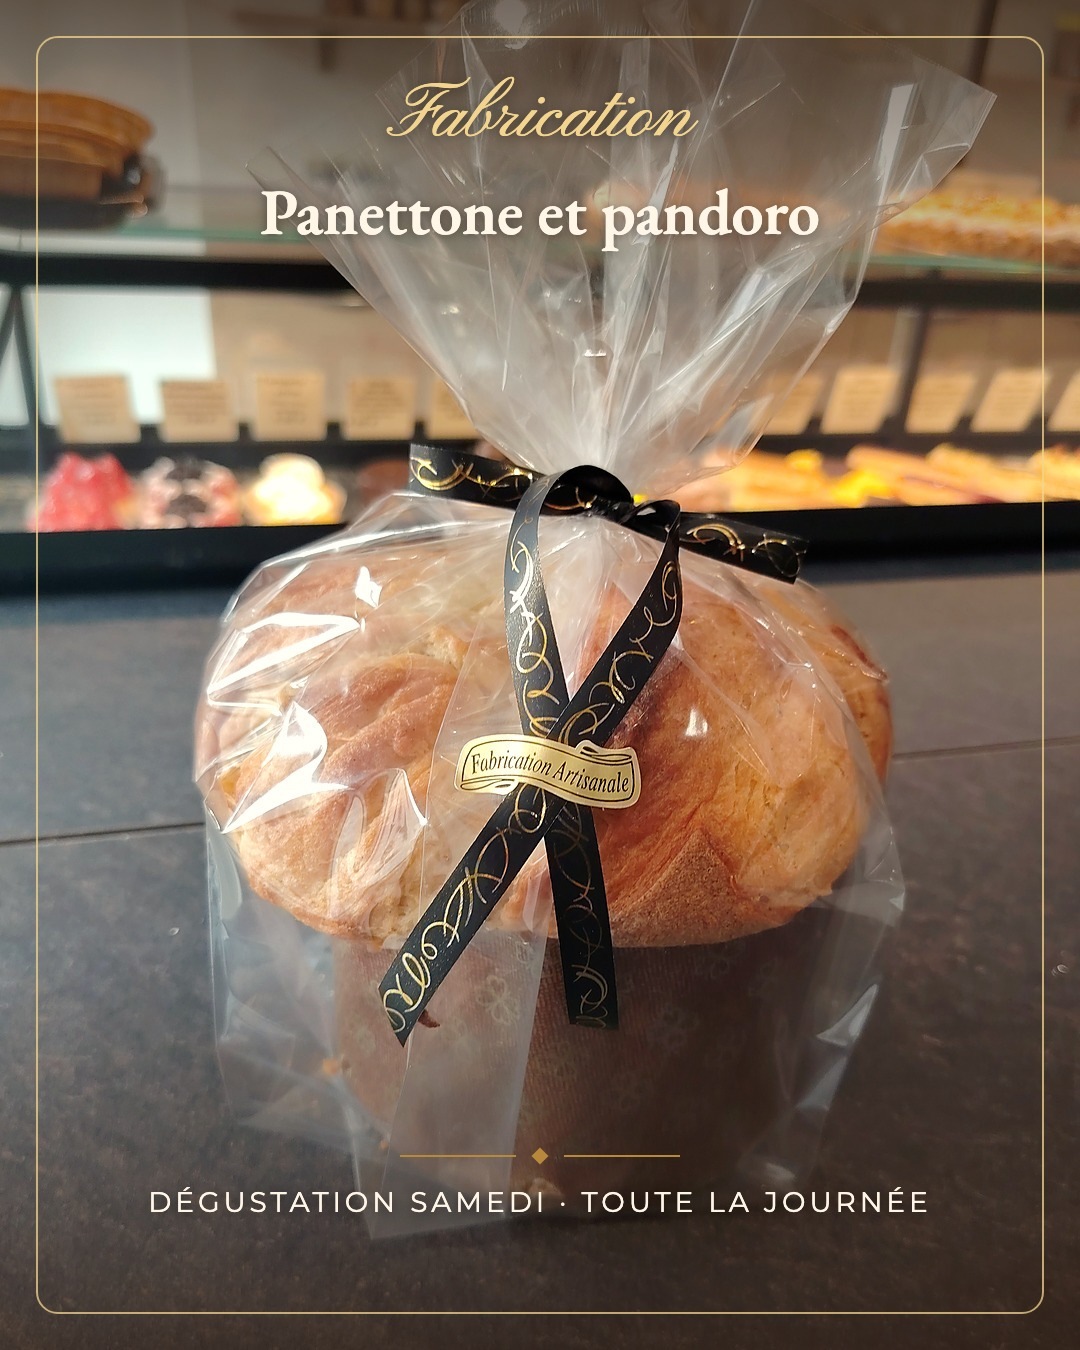 Fabrication
Panettone et pandoro
Fabrication Artisanale
DÉGUSTATION SAMEDI · TOUTE LA JOURNÉE